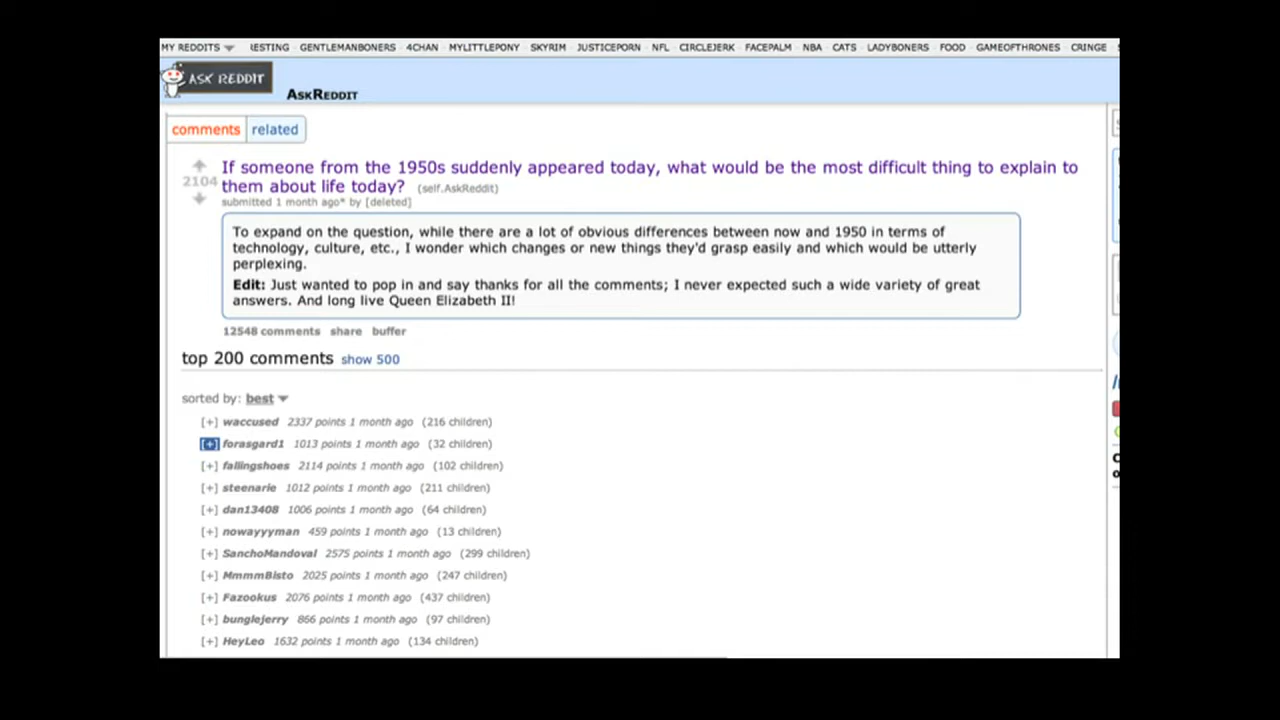 MY REDDITS ESTING - GENTLEMANBONERS - 4CHAN - MYLITTLEPONY - SKYRIM - JUSTICEPORN - NFL - CIRCLEJERK - FACEPALM - NBA - CATS - LADYBONERS - FOOD - GAMEOFTHRONES - CRINGE
ASK REDDIT
ASKREDDIT
comments related
If someone from the 1950s suddenly appeared today, what would be the most difficult thing to explain to
2104 them about life today? (self.AskReddit)
submitted 1 month ago* by [deleted]
To expand on the question, while there are a lot of obvious differences between now and 1950 in terms of
technology, culture, etc., I wonder which changes or new things they'd grasp easily and which would be utterly
perplexing.
Edit: Just wanted to pop in and say thanks for all the comments; I never expected such a wide variety of great
answers. And long live Queen Elizabeth II!
12548 comments share buffer
top 200 comments show 500
sorted by: best
[+] waccused 2337 points 1 month ago (216 children)
[+] forasgard1 1013 points 1 month ago (32 children)
[+] fallingshoes 2114 points 1 month ago (102 children)
[+] steenarie 1012 points 1 month ago (211 children)
[+] dan13408 1006 points 1 month ago (64 children)
[+] nowayyyman 459 points 1 month ago (13 children)
[+] SanchoMandoval 2575 points 1 month ago (299 children)
[+] MmmmBisto 2025 points 1 month ago (247 children)
[+] Fazookus 2076 points 1 month ago (437 children)
[+] bunglejerry 866 points 1 month ago (97 children)
[+] HeyLeo 1632 points 1 month ago (134 children)